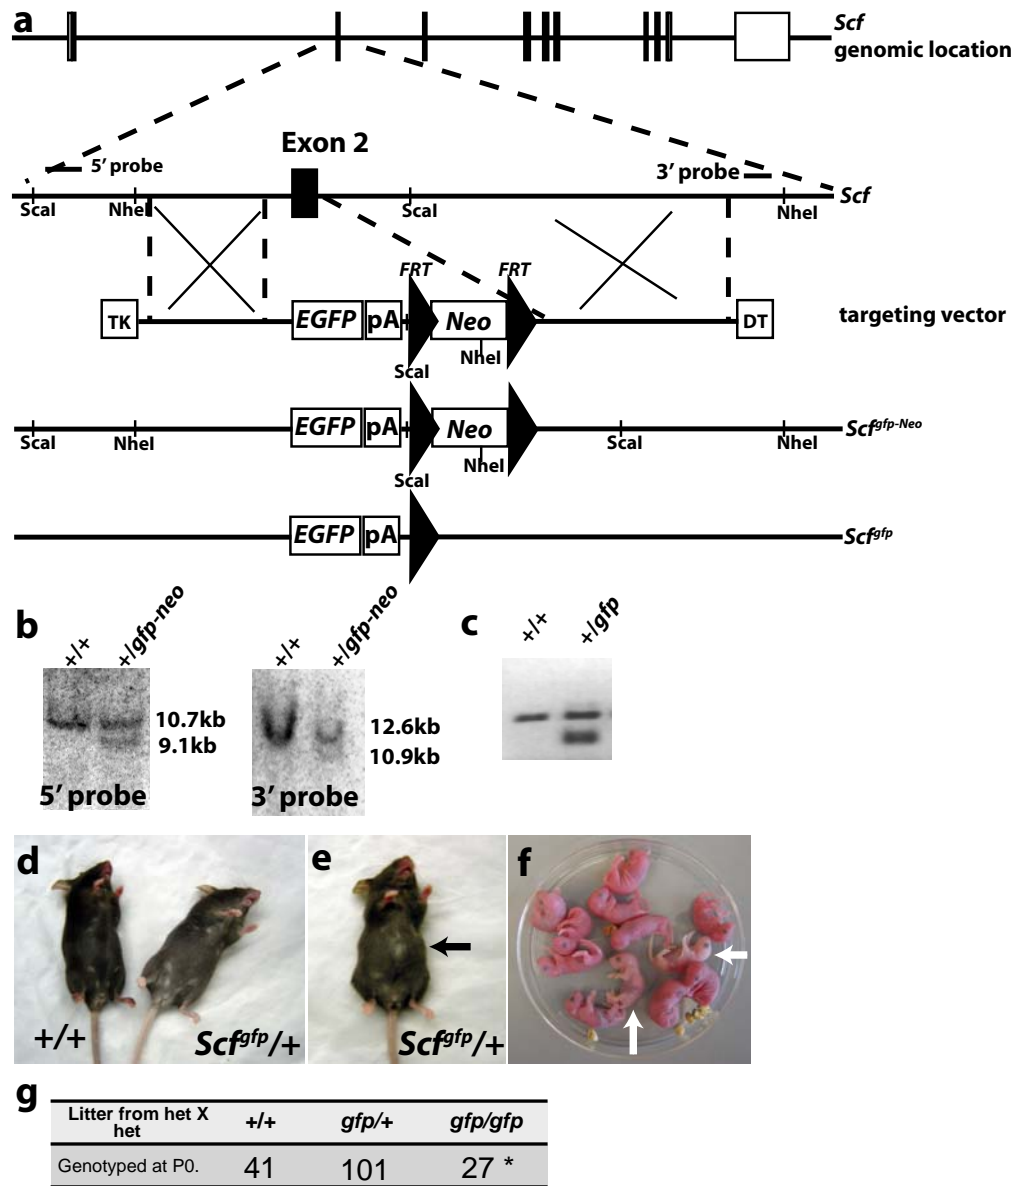 a
Scf
genomic location
Exon 2
5’ probe
3’ probe
Scf
ScaI
NheI
ScaI
NheI
FRT
FRT
TK
EGFP
pA
Neo
DT
targeting vector
NheI
ScaI
EGFP
pA
Neo
Scfgfp-Neo
ScaI
NheI
ScaI
NheI
NheI
ScaI
EGFP
pA
Scfgfp
b
+/+
+/gfp-neo
+/+
+/gfp-neo
c
+/+
+/gfp
10.7kb
9.1kb
12.6kb
10.9kb
5’ probe
3’ probe
d
e
f
+/+
Scfgfp/+
Scfgfp/+
g
Litter from het X
het
+/+
gfp/+
gfp/gfp
Genotyped at P0.
41
101
27 *